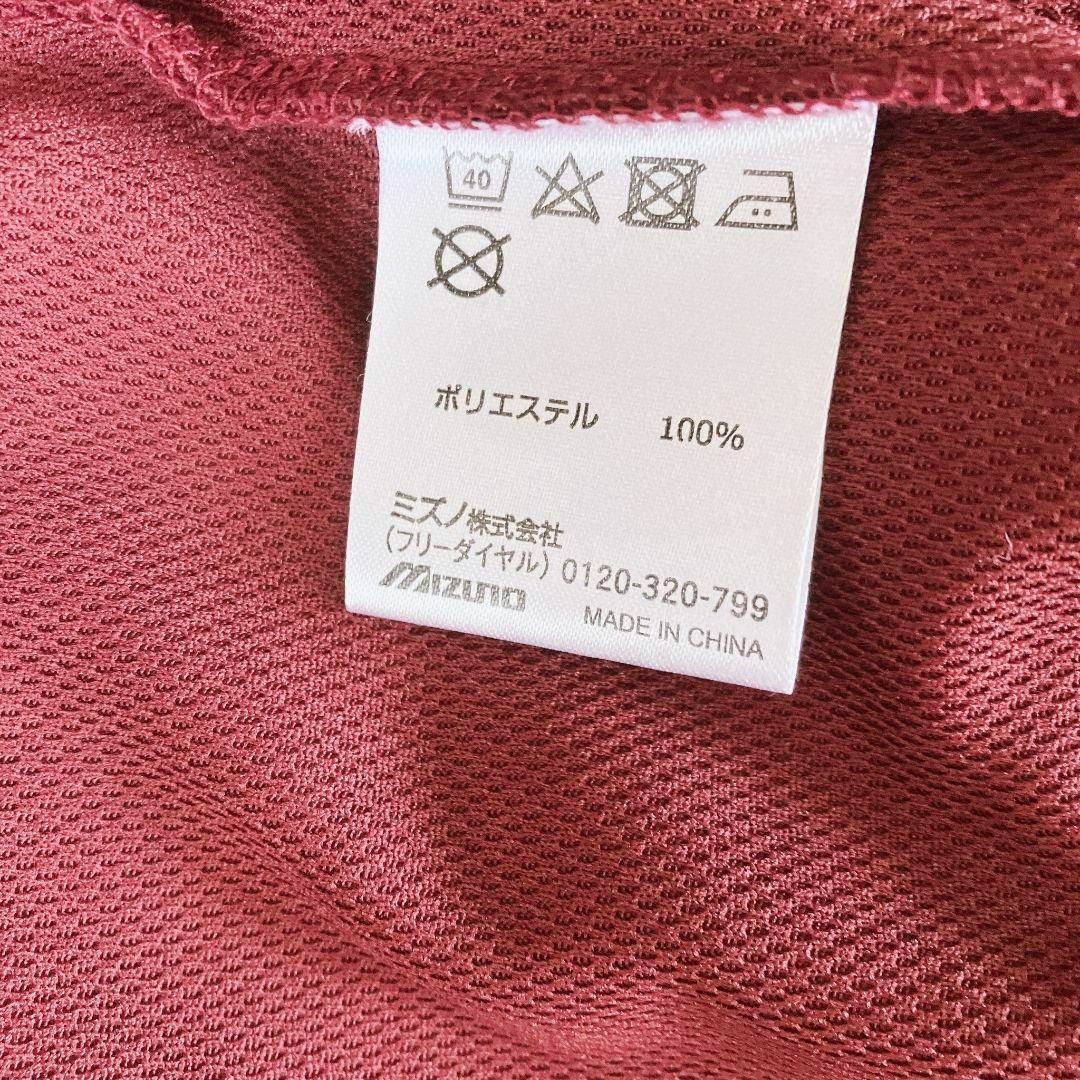 40
ポリエステル 100%
ミズノ株式会社
(フリーダイヤル) 0120-320-799
MIZUNO
MADE IN CHINA